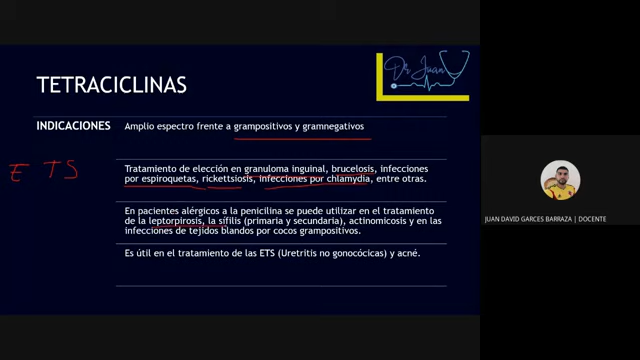 Dr Juan
TETRACICLINAS
INDICACIONES
Amplio espectro frente a grampositivos y gramnegativos
E T S
Tratamiento de elección en granuloma inguinal, brucelosis, infecciones
por espiroquetas, rickettsiosis, infecciones por chlamydia, entre otras.
En pacientes alérgicos a la penicilina se puede utilizar en el tratamiento
de la leptorpirosis, la sífilis (primaria y secundaria), actinomicosis y en las
infecciones de tejidos blandos por cocos grampositivos.
Es útil en el tratamiento de las ETS (Uretritis no gonocócicas) y acné.
JUAN DAVID GARCES BARRAZA | DOCENTE